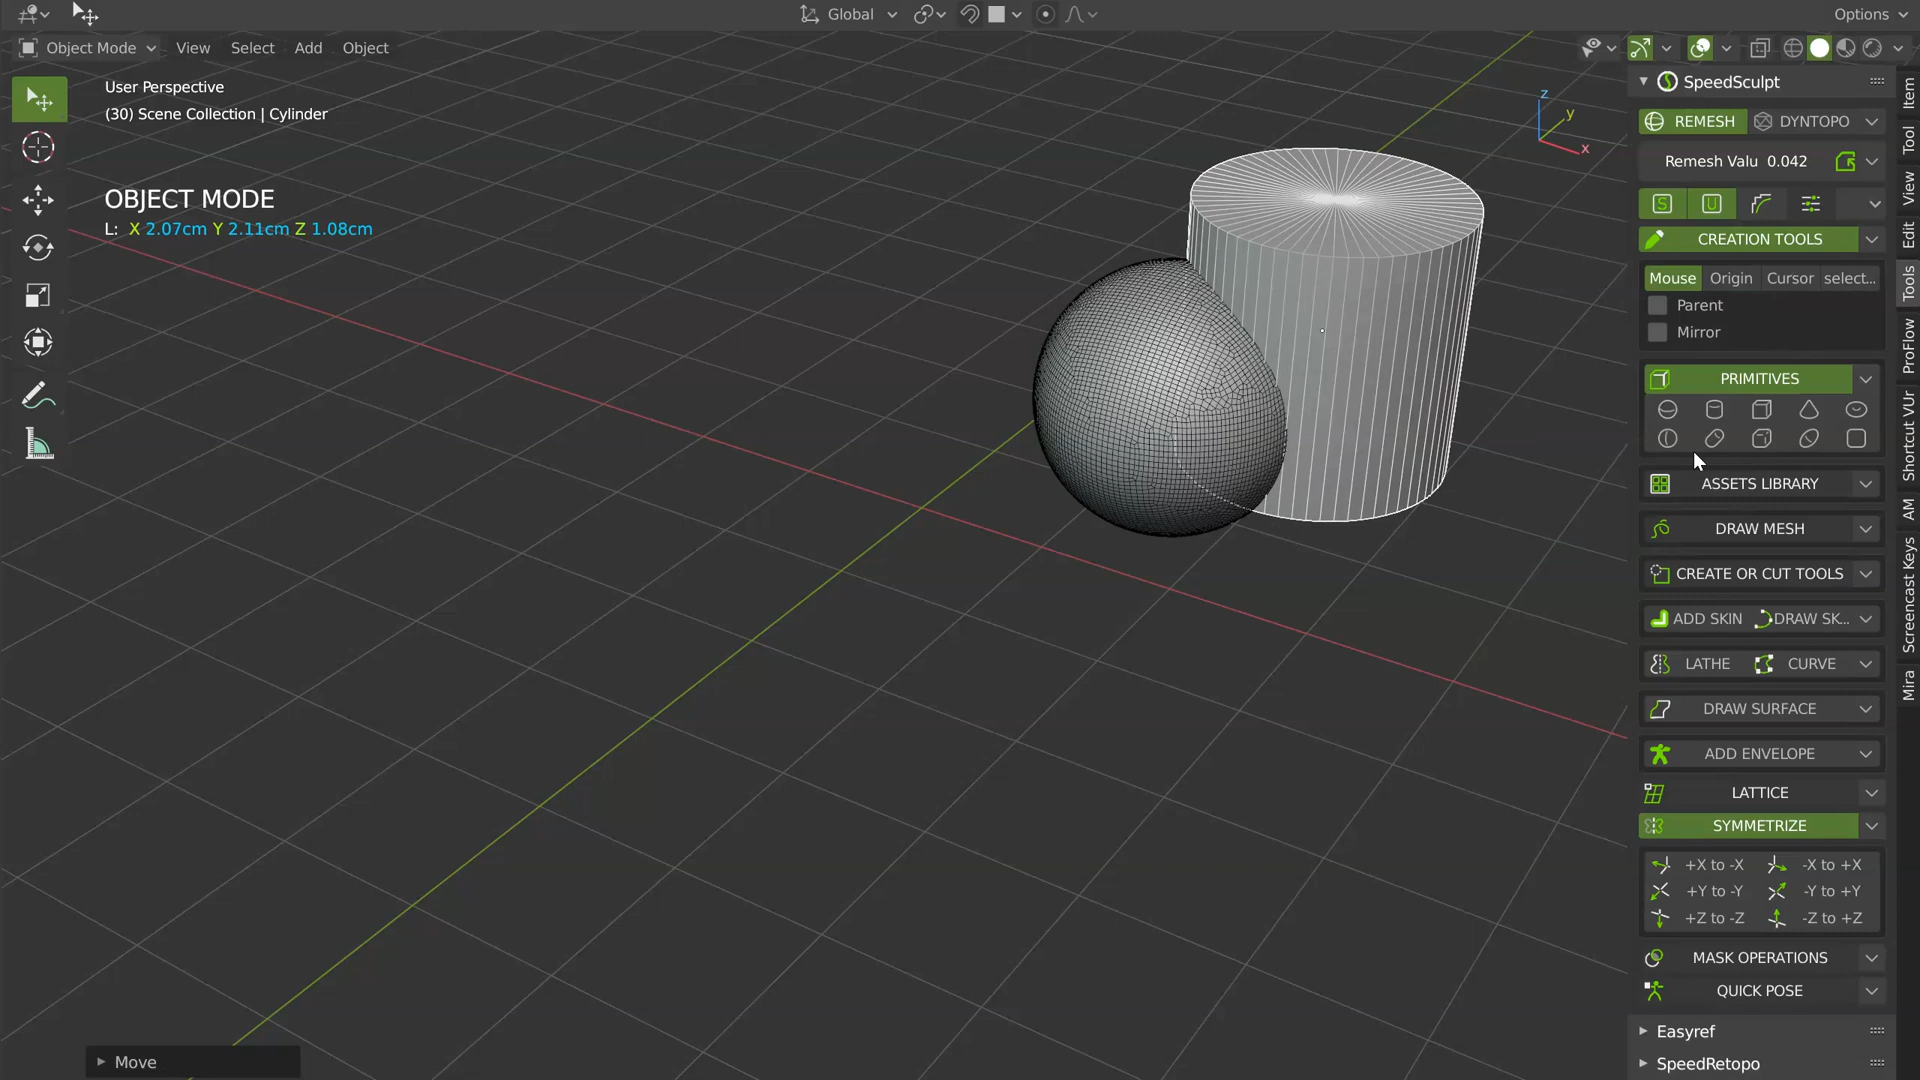 Global
Options
Object Mode View Select Add Object
User Perspective
(30) Scene Collection | Cylinder
OBJECT MODE
L: X 2.07cm Y 2.11cm Z 1.08cm
z
y
x
Move
SpeedSculpt
REMESH DYNTOPO
Remesh Valu 0.042
S U
CREATION TOOLS
Mouse Origin Cursor select...
Parent
Mirror
PRIMITIVES
ASSETS LIBRARY
DRAW MESH
CREATE OR CUT TOOLS
ADD SKIN DRAW SK...
LATHE CURVE
DRAW SURFACE
ADD ENVELOPE
LATTICE
SYMMETRIZE
+X to -X -X to +X
+Y to -Y -Y to +Y
+Z to -Z -Z to +Z
MASK OPERATIONS
QUICK POSE
Easyref
SpeedRetopo
Item
Tool
View
Edit
Tools
ProFlow
Shortcut VUr
AM
Screencast Keys
Mira